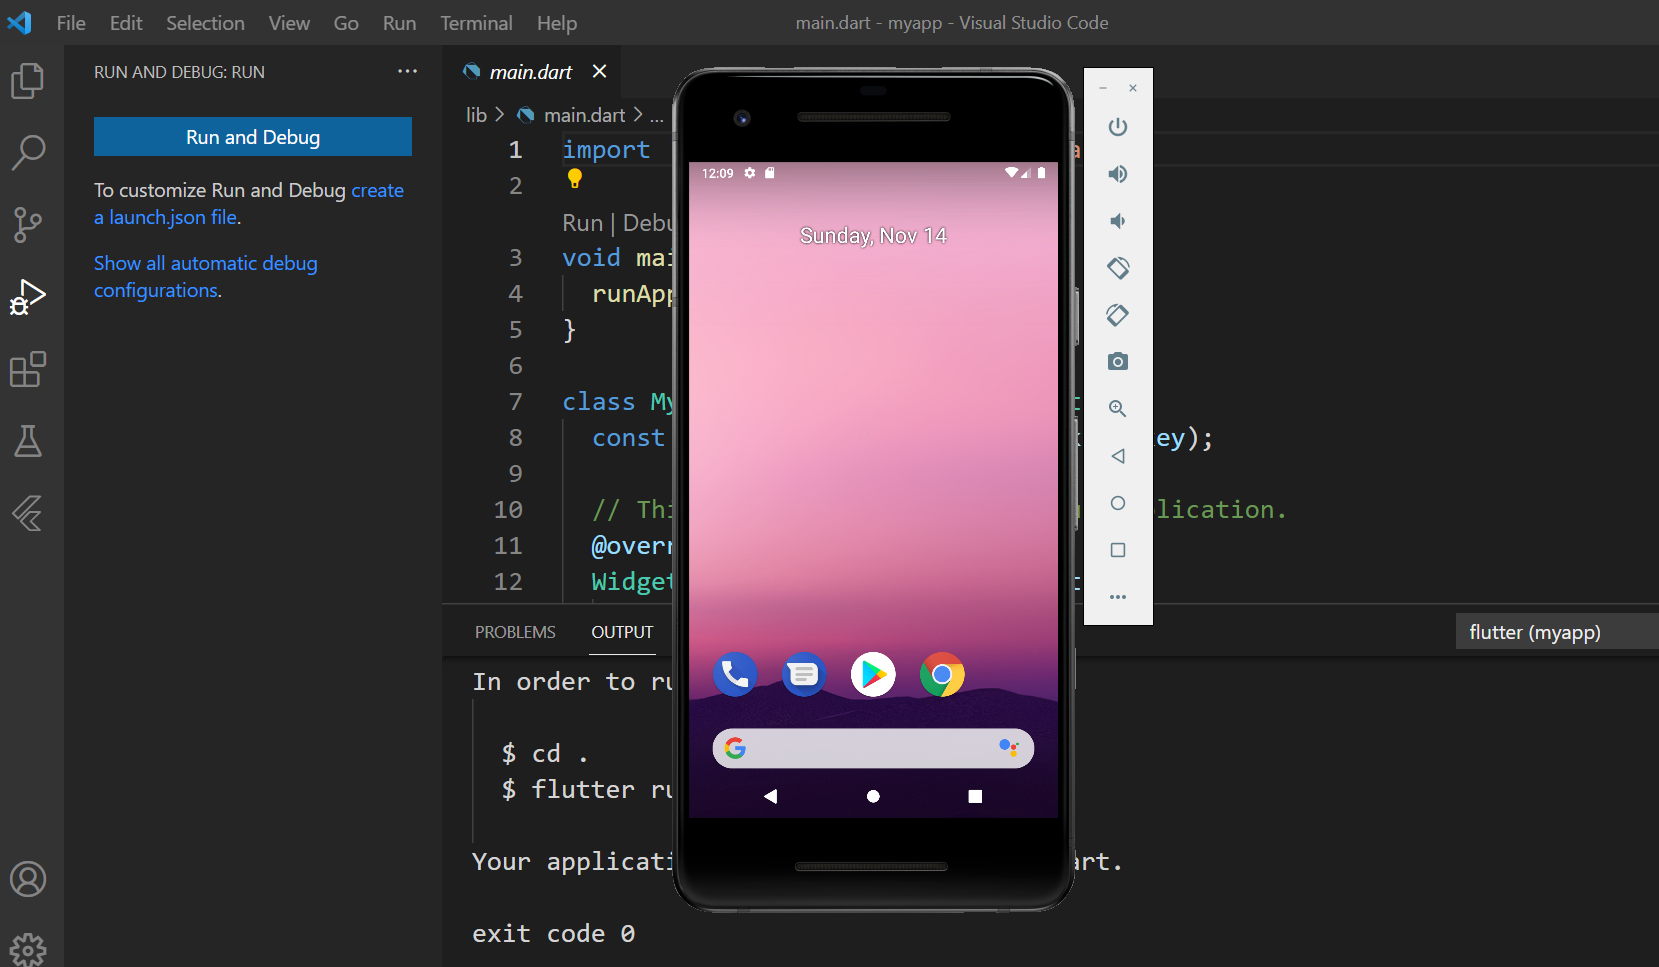 File Edit Selection View Go Run Terminal Help
main.dart - myapp - Visual Studio Code
RUN AND DEBUG: RUN
Run and Debug
To customize Run and Debug create
a launch.json file.
Show all automatic debug
configurations.
main.dart
lib > main.dart > ...
1 import
2
Run | Debu
3 void mai
4 runApp
5 }
6
7 class My
8 const ey);
9
10 // Thi lication.
11 @overr
12 Widget t
PROBLEMS OUTPUT
flutter (myapp)
In order to ru
$ cd .
$ flutter ru
Your applicati art.
exit code 0
12:09
Sunday, Nov 14